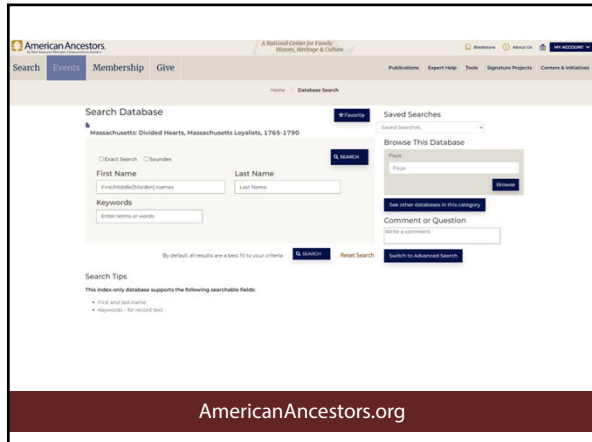 American Ancestors.
A National Center for Family
History, Heritage & Culture
Bookstore About Us MY ACCOUNT
Search Events Membership Give
Publications Expert Help Tools Signature Projects Centers & Initiatives
Home Database Search
Search Database
Favorite
Massachusetts: Divided Hearts, Massachusetts Loyalists, 1765-1790
Exact Search Soundex
SEARCH
First Name Last Name
First/Middle/[Maiden] names Last Name
Keywords
Enter terms or words
By default all results are a best fit to your criteria SEARCH Reset Search
Search Tips
This index-only database supports the following searchable fields:
• First and last name
• Keywords - for record text
Saved Searches
Saved Searches
Browse This Database
Page
Page
Browse
See other databases in this category
Comment or Question
Write a comment
Switch to Advanced Search
AmericanAncestors.org